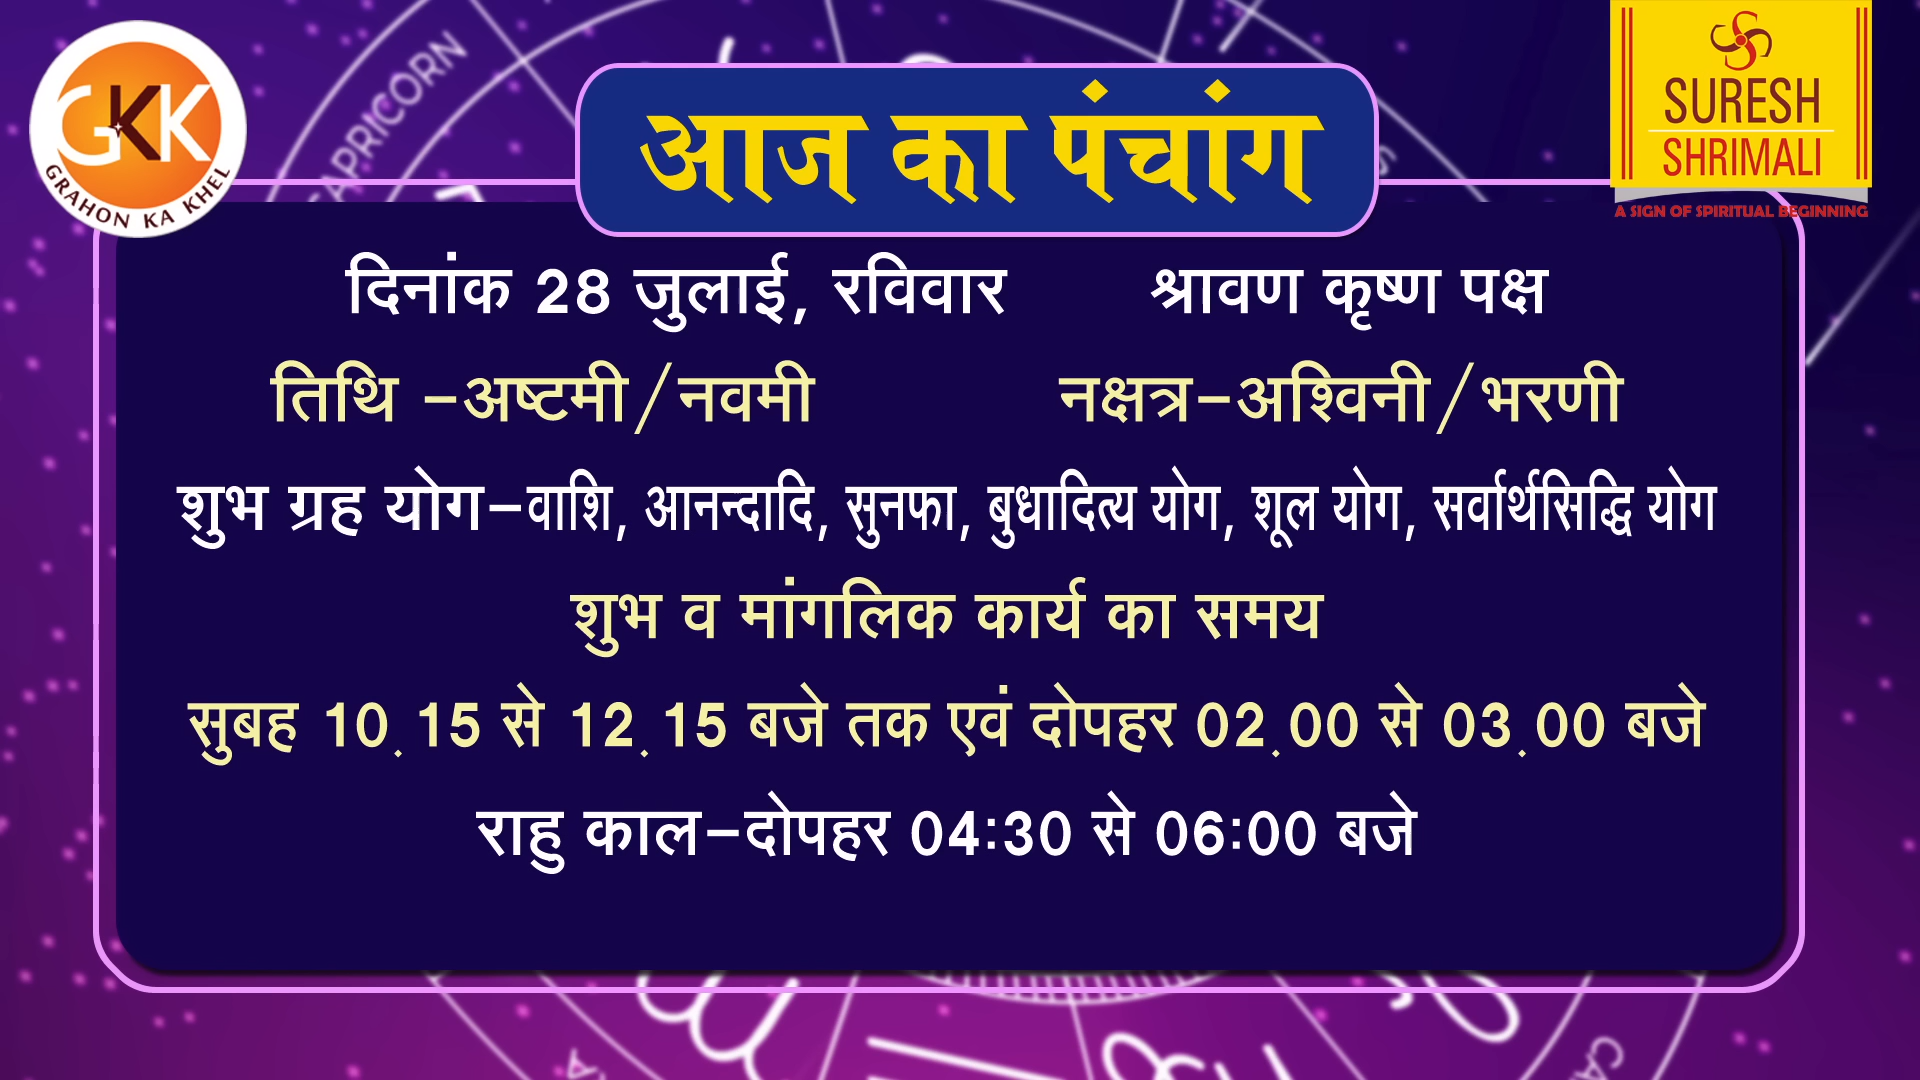 CAPRICORN
GKK
GRAHON KA KHEL
आज का पंचांग
SURESH
SHRIMALI
A SIGN OF SPIRITUAL BEGINNING
दिनांक 28 जुलाई, रविवार श्रावण कृष्ण पक्ष
तिथि -अष्टमी/नवमी नक्षत्र-अश्विनी/भरणी
शुभ ग्रह योग-वाशि, आनन्दादि, सुनफा, बुधादित्य योग, शूल योग, सर्वार्थसिद्धि योग
शुभ व मांगलिक कार्य का समय
सुबह 10.15 से 12.15 बजे तक एवं दोपहर 02.00 से 03.00 बजे
राहु काल-दोपहर 04:30 से 06:00 बजे